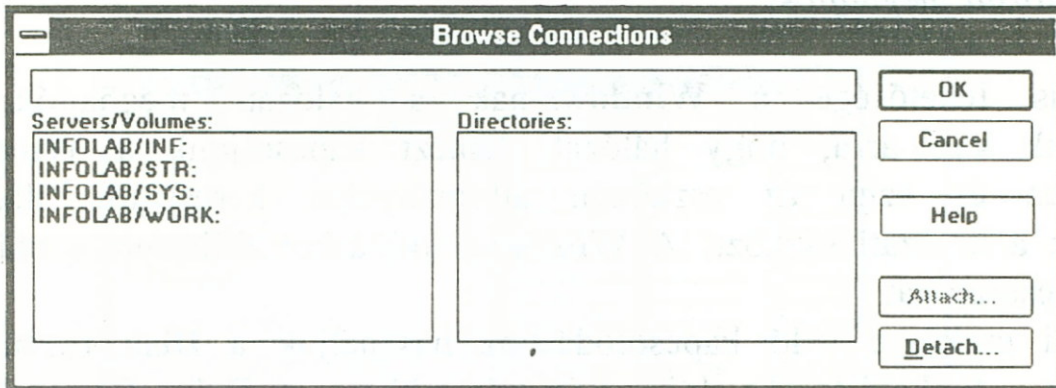 Browse Connections
Servers/Volumes:
INFOLAB/INF:
INFOLAB/STR:
INFOLAB/SYS:
INFOLAB/WORK:
Directories:
OK
Cancel
Help
Attach...
Detach...